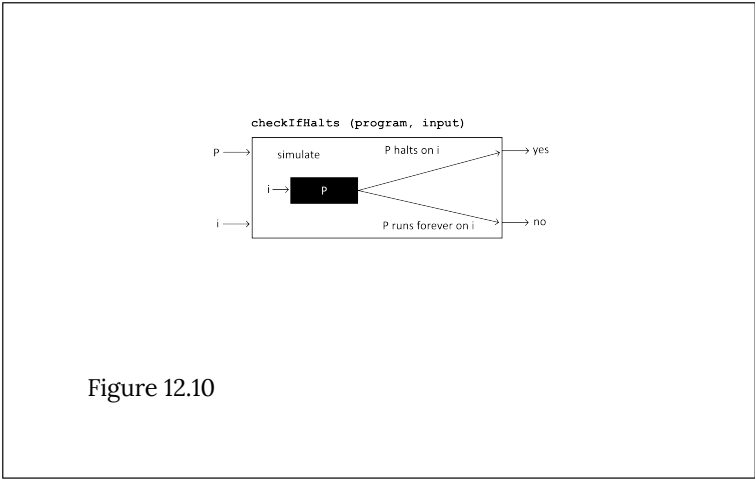 checkIfHalts (program, input)
P
simulate
P halts on i
yes
i
P
i
P runs forever on i
no
Figure 12.10